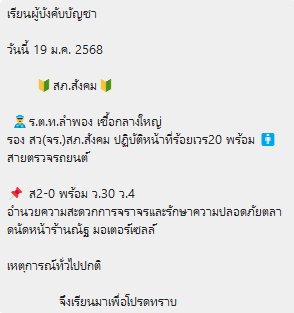 เรียนผู้บังคับบัญชา
วันนี้ 19 ม.ค. 2568
🔰สภ.สังคม🔰
👮ร.ต.ท.ลำพอง เชื้อกลางใหญ่
รอง สว(จร.)สภ.สังคม ปฏิบัติหน้าที่ร้อยเวร20 พร้อม 🚹
สายตรวจรถยนต์
📌 ส2-0 พร้อม ว.30 ว.4
อำนวยความสะดวกการจราจรและรักษาความปลอดภัยตลา
ดนัดหน้าร้านณัฐ มอเตอร์เซลล์
เหตุการณ์ทั่วไปปกติ
จึงเรียนมาเพื่อโปรดทราบ